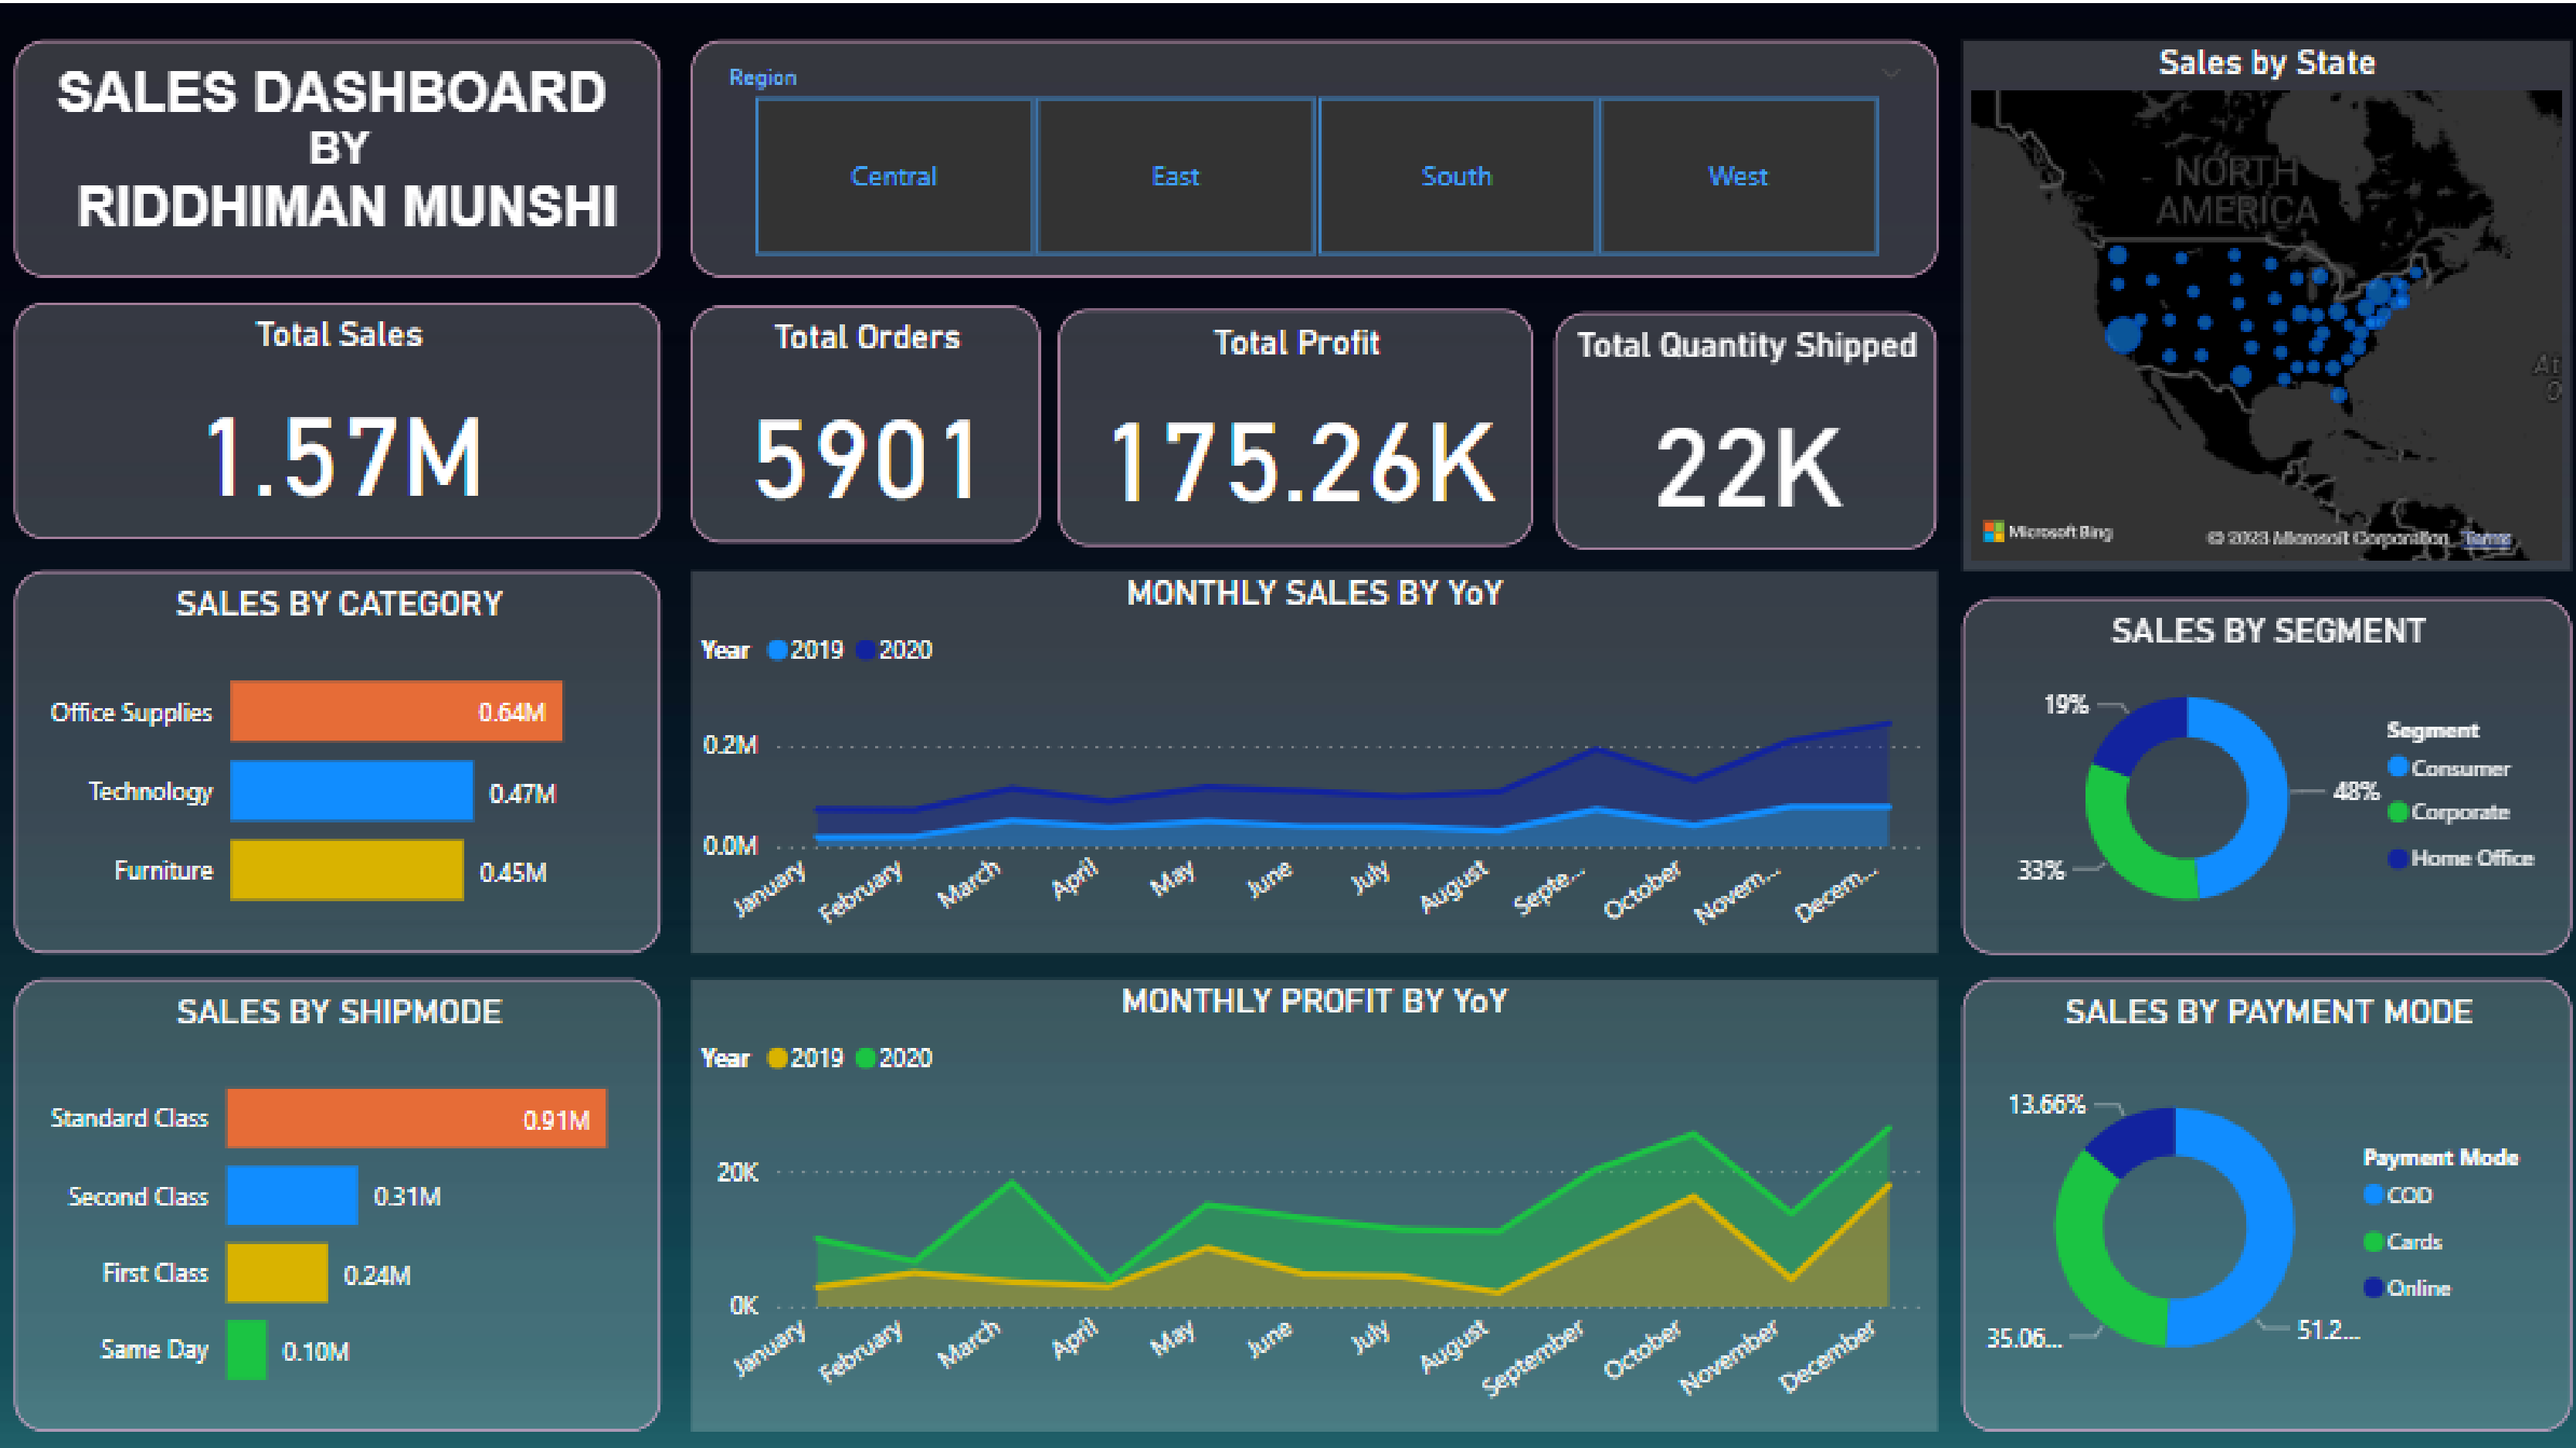 SALES DASHBOARD
BY
RIDDHIMAN MUNSHI
Region
Central
East
South
West
Sales by State
NORTH
AMERICA
At
O
Microsoft Bing
© 2023 Microsoft Corporation Terms
Total Sales
1.57M
Total Orders
5901
Total Profit
175.26K
Total Quantity Shipped
22K
SALES BY CATEGORY
Office Supplies 0.64M
Technology 0.47M
Furniture 0.45M
MONTHLY SALES BY YoY
Year 2019 2020
0.2M
0.0M
January February March April May June July August Septe... October Novem... Decem...
SALES BY SEGMENT
19%
48%
33%
Segment
Consumer
Corporate
Home Office
SALES BY SHIPMODE
Standard Class 0.91M
Second Class 0.31M
First Class 0.24M
Same Day 0.10M
MONTHLY PROFIT BY YoY
Year 2019 2020
20K
0K
January February March April May June July August September October November December
SALES BY PAYMENT MODE
13.66%
35.06...
51.2...
Payment Mode
COD
Cards
Online